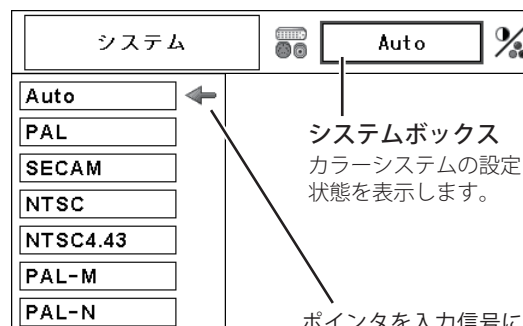 システム
Auto
Auto
PAL
SECAM
NTSC
NTSC4.43
PAL-M
PAL-N
システムボックス
カラーシステムの設定
状態を表示します。
ポインタを入力信号に